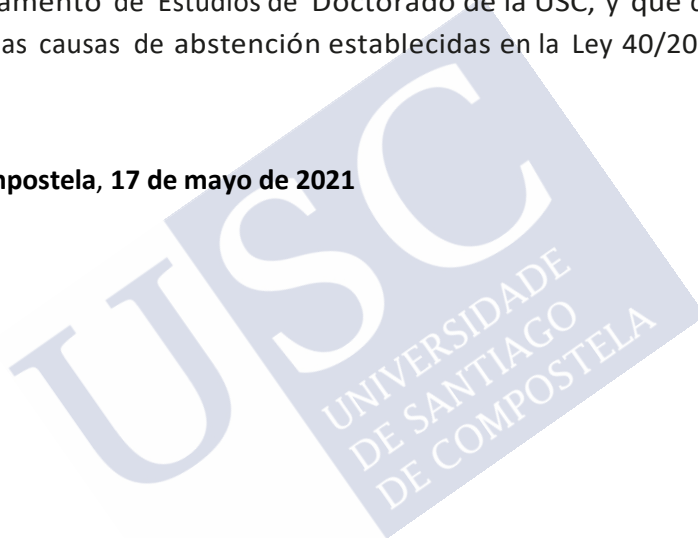 amento de Estudios de Doctorado de la USC, y que
as causas de abstención establecidas en la Ley 40/20
postela, 17 de mayo de 2021
USC
UNIVERSIDADE
DE SANTIAGO
DE COMPOSTELA